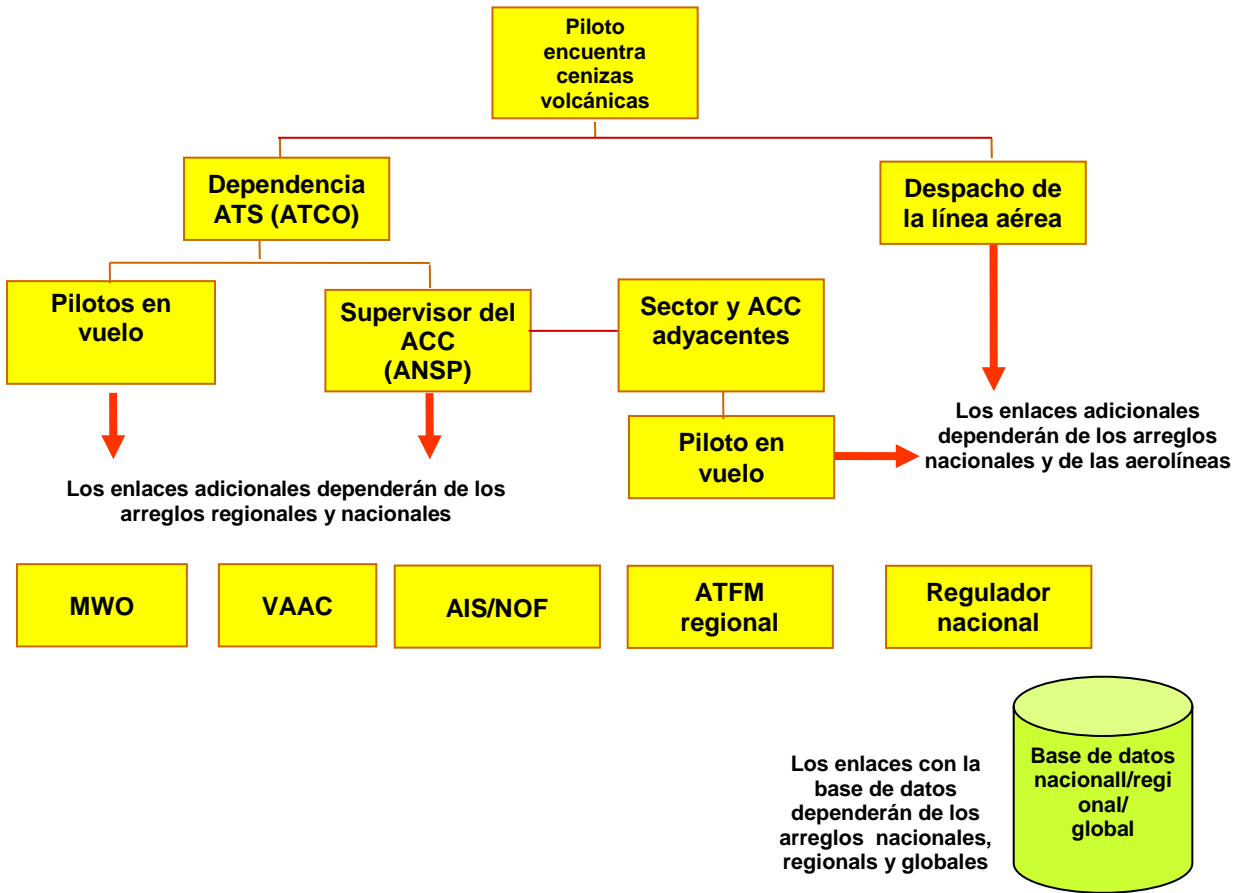 Piloto
encuentra
cenizas
volcánicas
Dependencia
ATS (ATCO)
Despacho de
la línea aérea
Pilotos en
vuelo
Supervisor del
ACC
(ANSP)
Sector y ACC
adyacentes
Piloto en
vuelo
Los enlaces adicionales
dependerán de los arreglos
nacionales y de las aerolíneas
Los enlaces adicionales dependerán de los
arreglos regionales y nacionales
MWO
VAAC
AIS/NOF
ATFM
regional
Regulador
nacional
Los enlaces con la
base de datos
dependerán de los
arreglos nacionales,
regionals y globales
Base de datos
nacionall/regi
onal/
global